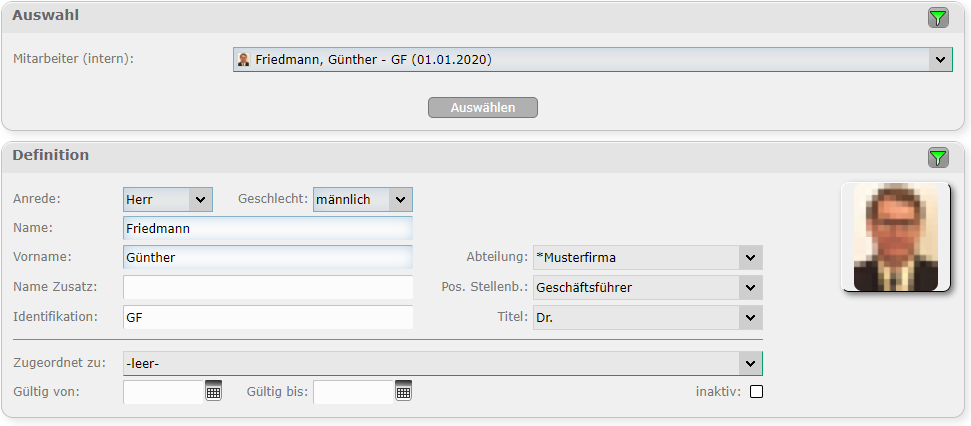 Auswahl
Mitarbeiter (intern): Friedmann, Günther - GF (01.01.2020)
Auswählen
Definition
Anrede: Herr Geschlecht: männlich
Name: Friedmann
Vorname: Günther Abteilung: *Musterfirma
Name Zusatz: Pos. Stellenb.: Geschäftsführer
Identifikation: GF Titel: Dr.
Zugeordnet zu: -leer-
Gültig von: Gültig bis: inaktiv: